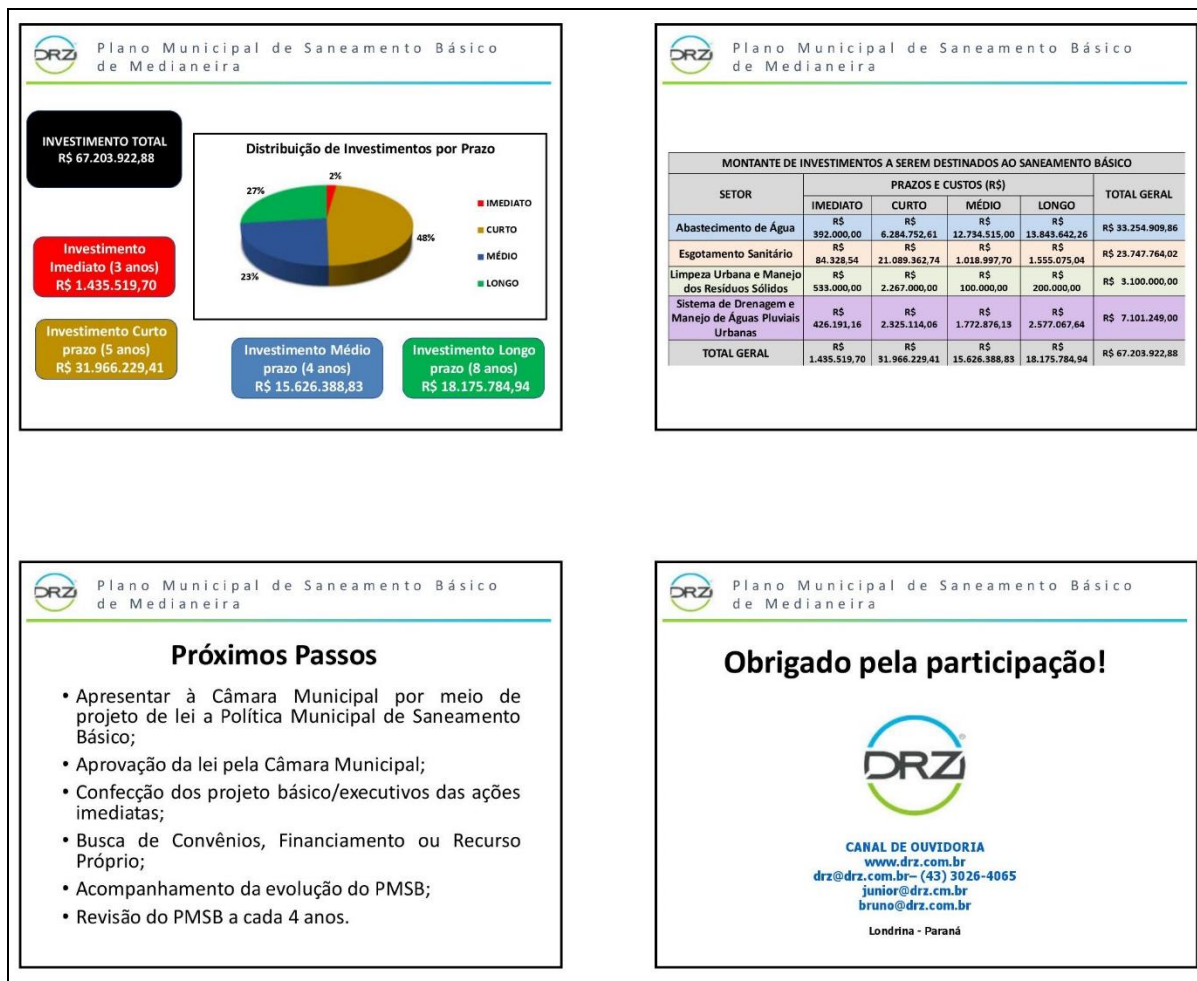 DRZ
Plano Municipal de Saneamento Básico
de Medianeira
INVESTIMENTO TOTAL
R$ 67.203.922,88
Investimento
Imediato (3 anos)
R$ 1.435.519,70
Investimento Curto
prazo (5 anos)
R$ 31.966.229,41
Distribuição de Investimentos por Prazo
2%
27%
48%
23%
IMEDIATO
CURTO
MÉDIO
LONGO
Investimento Médio
prazo (4 anos)
R$ 15.626.388,83
Investimento Longo
prazo (8 anos)
R$ 18.175.784,94
DRZ
Plano Municipal de Saneamento Básico
de Medianeira
MONTANTE DE INVESTIMENTOS A SEREM DESTINADOS AO SANEAMENTO BÁSICO
SETOR
PRAZOS E CUSTOS (R$)
TOTAL GERAL
IMEDIATO CURTO MÉDIO LONGO
Abastecimento de Água
R$ R$ R$ R$
392.000,00 6.284.752,61 12.734.515,00 13.843.642,26
R$ 33.254.909,86
Esgotamento Sanitário
R$ R$ R$ R$
84.328,54 21.089.362,74 1.018.997,70 1.555.075,04
R$ 23.747.764,02
Limpeza Urbana e Manejo
dos Resíduos Sólidos
R$ R$ R$ R$
533.000,00 2.267.000,00 100.000,00 200.000,00
R$ 3.100.000,00
Sistema de Drenagem e
Manejo de Águas Pluviais
Urbanas
R$ R$ R$ R$
426.191,16 2.325.114,06 1.772.876,13 2.577.067,64
R$ 7.101.249,00
TOTAL GERAL
R$ R$ R$ R$
1.435.519,70 31.966.229,41 15.626.388,83 18.175.784,94
R$ 67.203.922,88
DRZ
Plano Municipal de Saneamento Básico
de Medianeira
Próximos Passos
• Apresentar à Câmara Municipal por meio de
projeto de lei a Política Municipal de Saneamento
Básico;
• Aprovação da lei pela Câmara Municipal;
• Confecção dos projeto básico/executivos das ações
imediatas;
• Busca de Convênios, Financiamento ou Recurso
Próprio;
• Acompanhamento da evolução do PMSB;
• Revisão do PMSB a cada 4 anos.
DRZ
Plano Municipal de Saneamento Básico
de Medianeira
Obrigado pela participação!
DRZ®
CANAL DE OUVIDORIA
www.drz.com.br
drz@drz.com.br– (43) 3026-4065
junior@drz.cm.br
bruno@drz.com.br
Londrina - Paraná